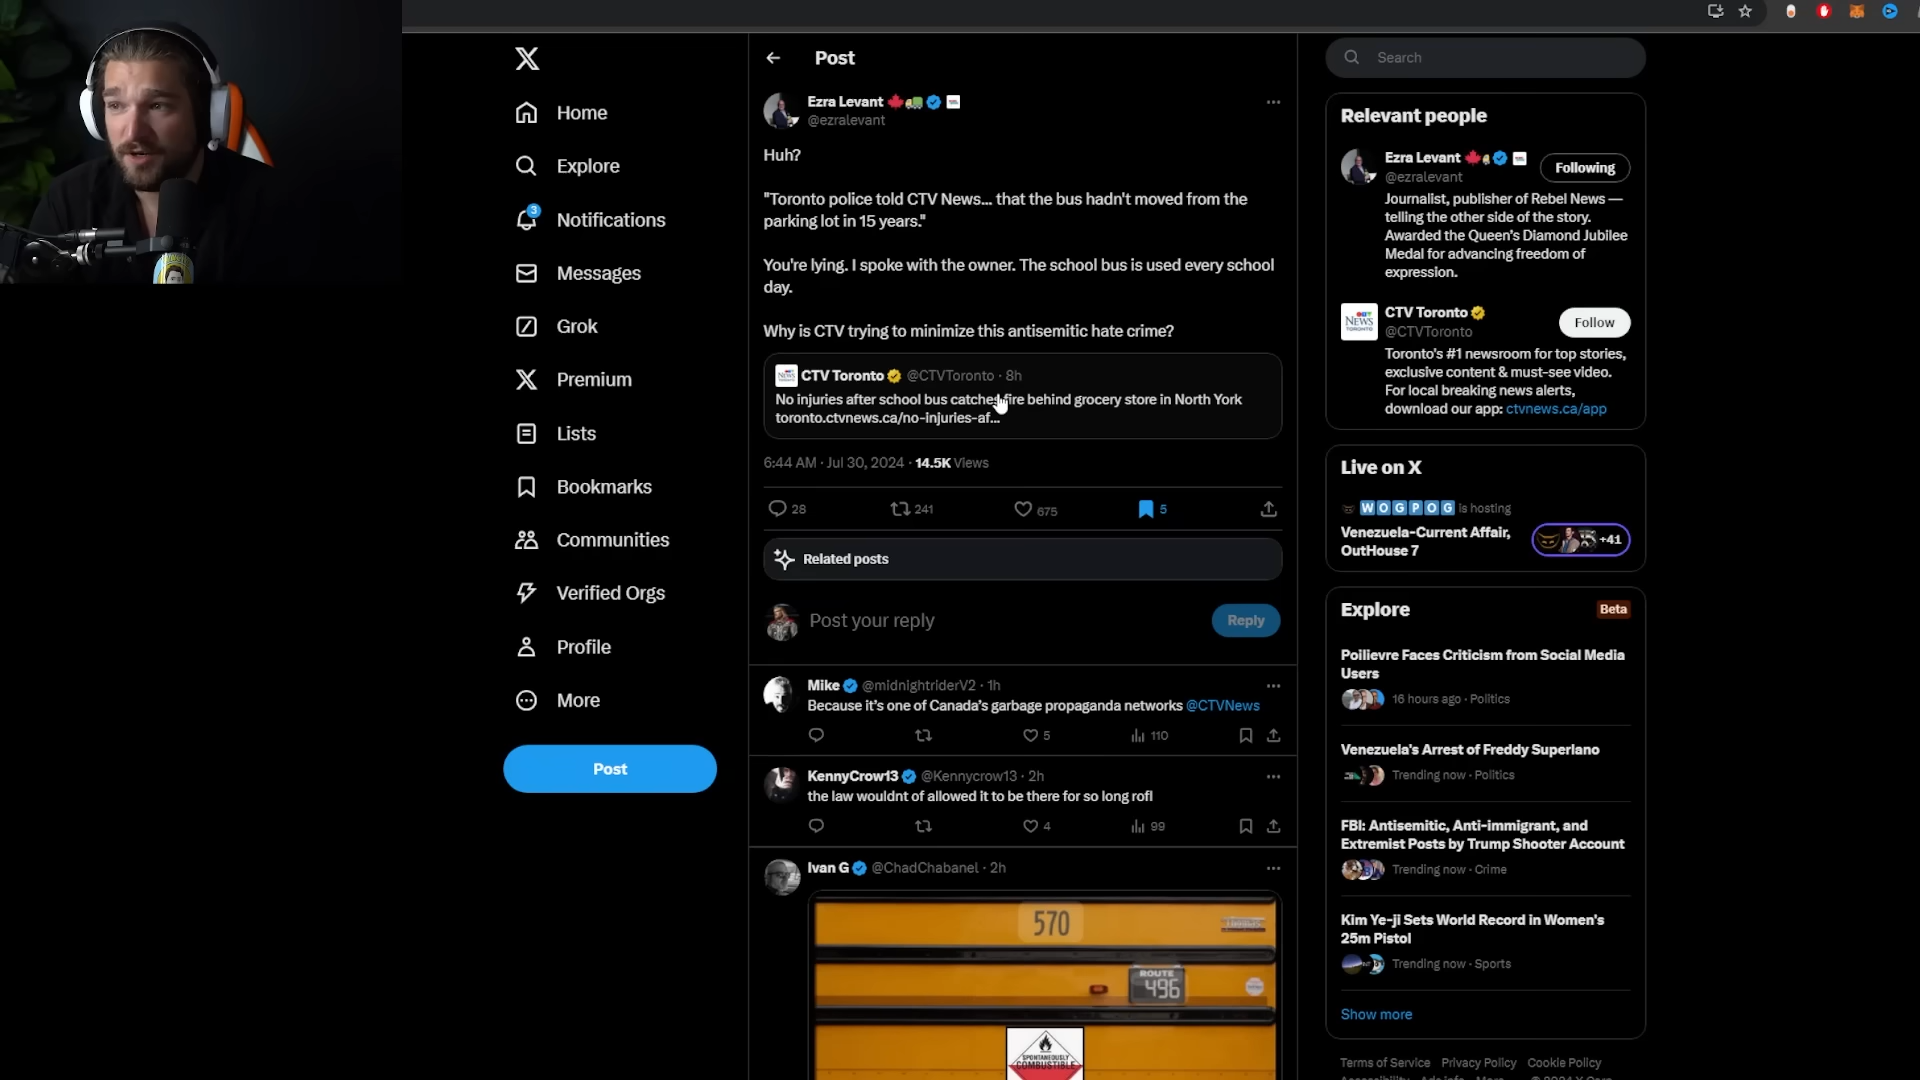 Home
Explore
3
Notifications
Messages
Grok
Premium
Lists
Bookmarks
Communities
Verified Orgs
Profile
More
Post
Post
Ezra Levant
@ezralevant
Huh?
"Toronto police told CTV News... that the bus hadn't moved from the
parking lot in 15 years."
You're lying. I spoke with the owner. The school bus is used every school
day.
Why is CTV trying to minimize this antisemitic hate crime?
CTV Toronto @CTVToronto · 8h
No injuries after school bus catches fire behind grocery store in North York
toronto.ctvnews.ca/no-injuries-af...
6:44 AM · Jul 30, 2024 · 14.5K Views
28 241 675 5
Related posts
Post your reply
Reply
Mike @midnightriderV2 · 1h
Because it's one of Canada's garbage propaganda networks @CTVNews
5 110
KennyCrow13 @Kennycrow13 · 2h
the law wouldnt of allowed it to be there for so long rofl
4 99
Ivan G @ChadChabanel · 2h
570
ROUTE
496
SPONTANEOUSLY
COMBUSTIBLE
Search
Relevant people
Ezra Levant
@ezralevant
Following
Journalist, publisher of Rebel News —
telling the other side of the story.
Awarded the Queen's Diamond Jubilee
Medal for advancing freedom of
expression.
NEWS
TORONTO
CTV Toronto
@CTVToronto
Follow
Toronto's #1 newsroom for top stories,
exclusive content & must-see video.
For local breaking news alerts,
download our app: ctvnews.ca/app
Live on X
WOGPOG is hosting
Venezuela-Current Affair,
OutHouse 7
+41
Explore
Beta
Poilievre Faces Criticism from Social Media
Users
16 hours ago · Politics
Venezuela's Arrest of Freddy Superlano
Trending now · Politics
FBI: Antisemitic, Anti-immigrant, and
Extremist Posts by Trump Shooter Account
Trending now · Crime
Kim Ye-ji Sets World Record in Women's
25m Pistol
Trending now · Sports
Show more
Terms of Service Privacy Policy Cookie Policy